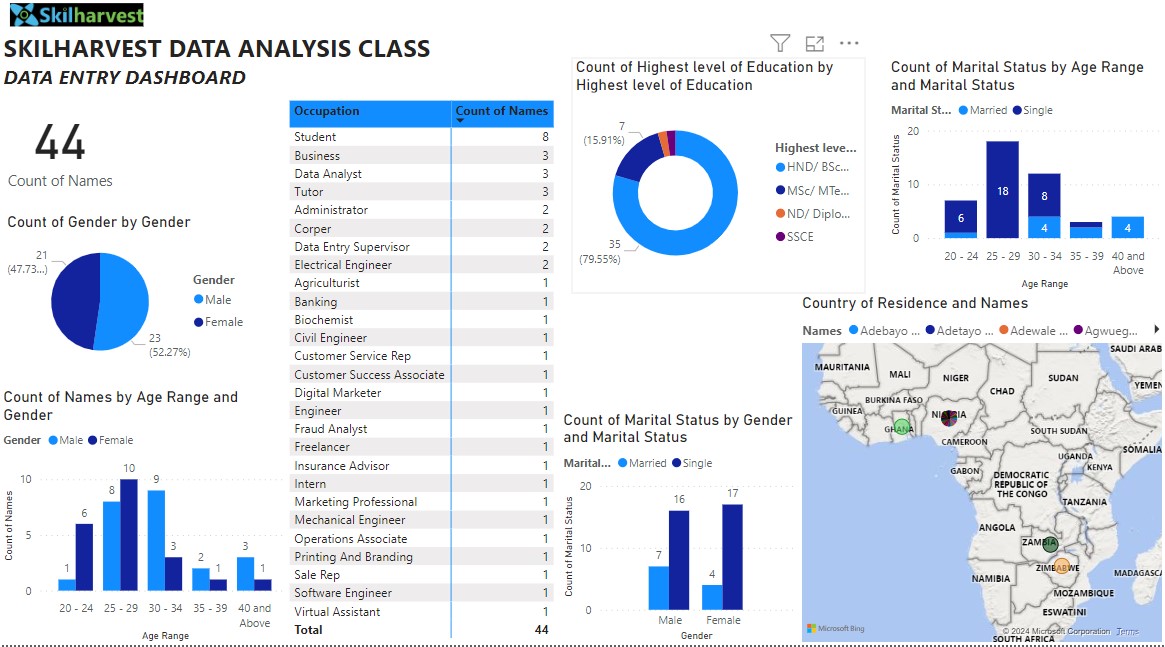 Skilharvest
SKILHARVEST DATA ANALYSIS CLASS
DATA ENTRY DASHBOARD
44
Count of Names
Count of Gender by Gender
21
(47.73...)
23
(52.27%)
Gender
Male
Female
Count of Names by Age Range and
Gender
Gender Male Female
Count of Names
10
5
0
1
6
8
10
9
3
2
1
3
1
20 - 24 25 - 29 30 - 34 35 - 39 40 and
Above
Age Range
Occupation Count of Names
Student 8
Business 3
Data Analyst 3
Tutor 3
Administrator 2
Corper 2
Data Entry Supervisor 2
Electrical Engineer 2
Agriculturist 1
Banking 1
Biochemist 1
Civil Engineer 1
Customer Service Rep 1
Customer Success Associate 1
Digital Marketer 1
Engineer 1
Fraud Analyst 1
Freelancer 1
Insurance Advisor 1
Intern 1
Marketing Professional 1
Mechanical Engineer 1
Operations Associate 1
Printing And Branding 1
Sale Rep 1
Software Engineer 1
Virtual Assistant 1
Total 44
Count of Highest level of Education by
Highest level of Education
7
(15.91%)
35
(79.55%)
Highest leve...
HND/ BSc...
MSc/ MTe...
ND/ Diplo...
SSCE
Count of Marital Status by Age Range
and Marital Status
Marital St... Married Single
Count of Marital Status
20
10
0
6
18
8
4
4
20 - 24 25 - 29 30 - 34 35 - 39 40 and
Above
Age Range
Count of Marital Status by Gender
and Marital Status
Marital... Married Single
Count of Marital Status
20
10
0
7
16
4
17
Male Female
Gender
Country of Residence and Names
Names Adebayo ... Adetayo ... Adewale ... Agwueg...
SAUDI ARAB
MAURITANIA
MALI
NIGER
CHAD
SUDAN
YEMEN
BURKINA FASO
GUINEA
GHANA
CAMEROON
SOUTH SUDAN
SOMALIA
UGANDA
KENYA
GABON
DEMOCRATIC
REPUBLIC OF
THE CONGO
TANZANIA
ANGOLA
ZAMBIA
ZIMBABWE
NAMIBIA
MADAGASCA
MOZAMBIQUE
ESWATINI
SOUTH AFRICA
Microsoft Bing
© 2024 Microsoft Corporation Terms